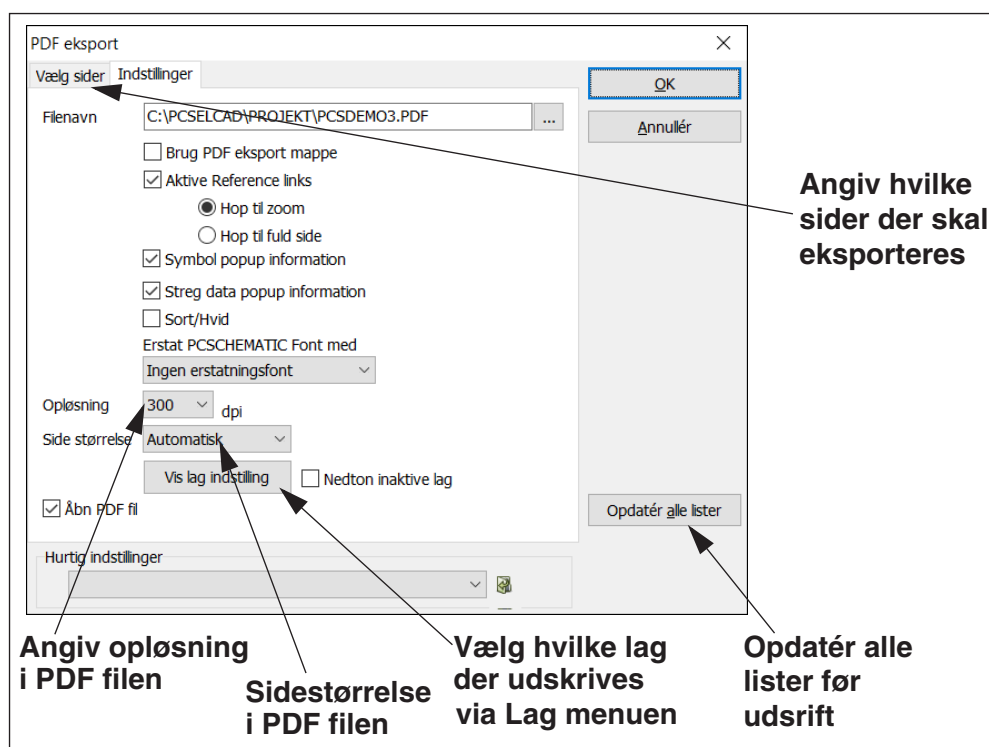 PDF eksport
Vælg sider Indstillinger
OK
Filenavn C:\PCSELCAD\PROJEKT\PCSDEMO3.PDF ...
Annullér
Brug PDF eksport mappe
Aktive Reference links
Hop til zoom
Hop til fuld side
Symbol popup information
Streg data popup information
Sort/Hvid
Erstat PCSCHEMATIC Font med
Ingen erstatningsfont
Opløsning 300 dpi
Side størrelse Automatisk
Vis lag indstilling Nedton inaktive lag
Åbn PDF fil
Opdatér alle lister
Hurtig indstillinger
Angiv hvilke
sider der skal
eksporteres
Angiv opløsning
i PDF filen
Sidestørrelse
i PDF filen
Vælg hvilke lag
der udskrives
via Lag menuen
Opdatér alle
lister før
udsrift